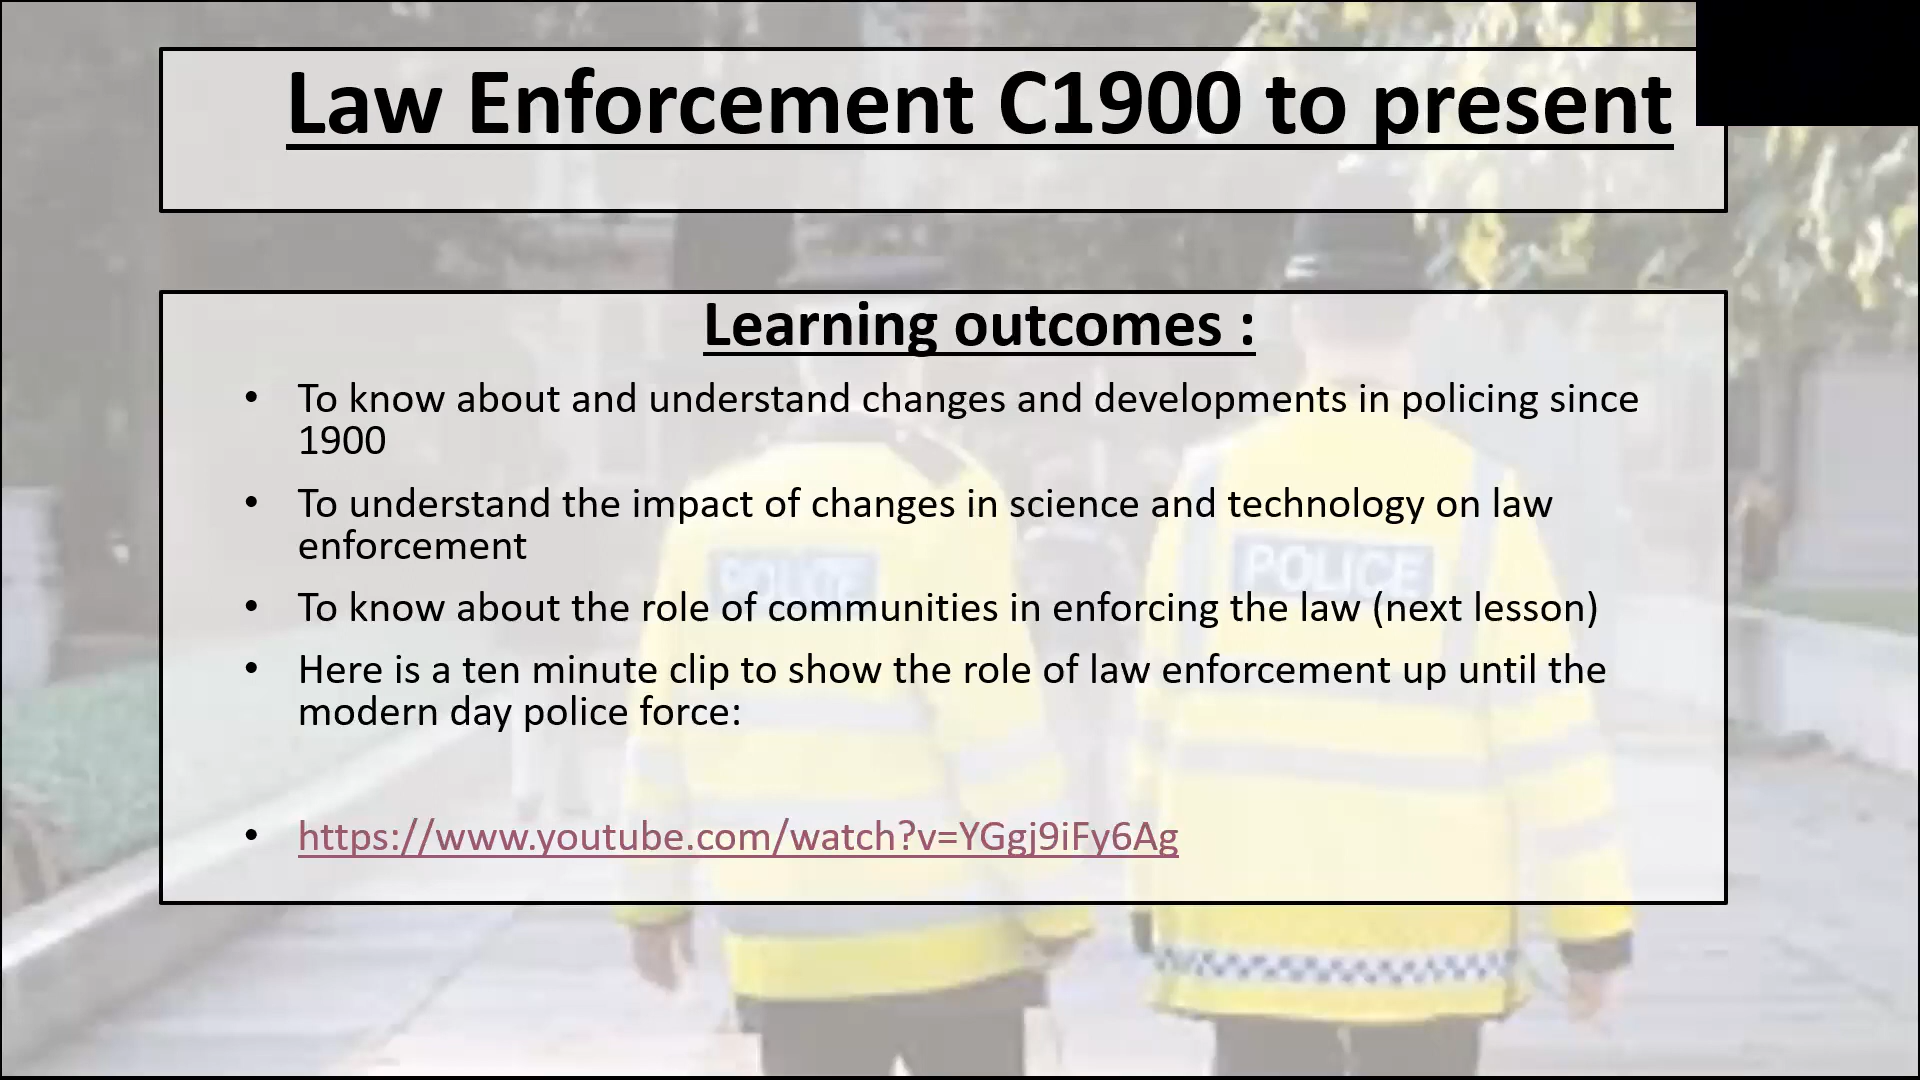 Law Enforcement C1900 to present
Learning outcomes :
• To know about and understand changes and developments in policing since
1900
• To understand the impact of changes in science and technology on law
enforcement
• To know about the role of communities in enforcing the law (next lesson)
• Here is a ten minute clip to show the role of law enforcement up until the
modern day police force:
• https://www.youtube.com/watch?v=YGgj9iFy6Ag
POLICE
POLICE